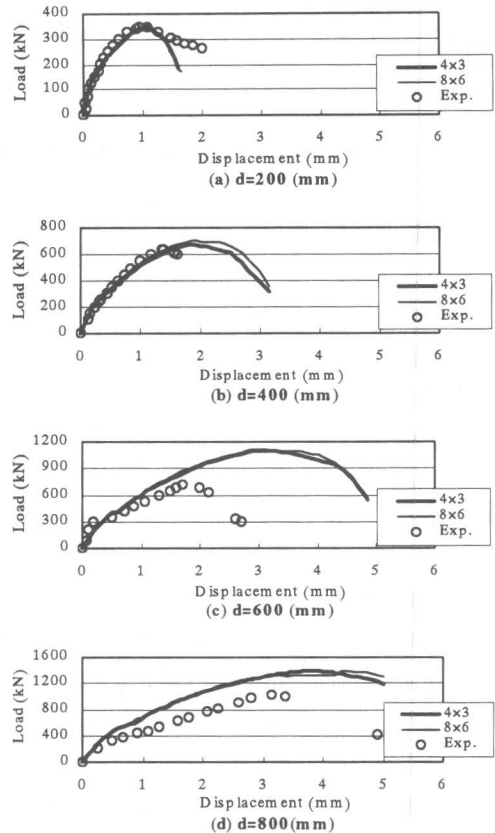 400
300
200
100
0
Load (kN)
4×3
8×6
Exp.
0 1 2 3 4 5 6
Displacement (mm)
(a) d=200 (mm)
800
600
400
200
0
Load (kN)
4×3
8×6
Exp.
0 1 2 3 4 5 6
Displacement (mm)
(b) d=400 (mm)
1200
900
600
300
0
Load (kN)
4×3
8×6
Exp.
0 1 2 3 4 5 6
Displacement (mm)
(c) d=600 (mm)
1600
1200
800
400
0
Load (kN)
4×3
8×6
Exp.
0 1 2 3 4 5 6
Displacement (mm)
(d) d=800(mm)